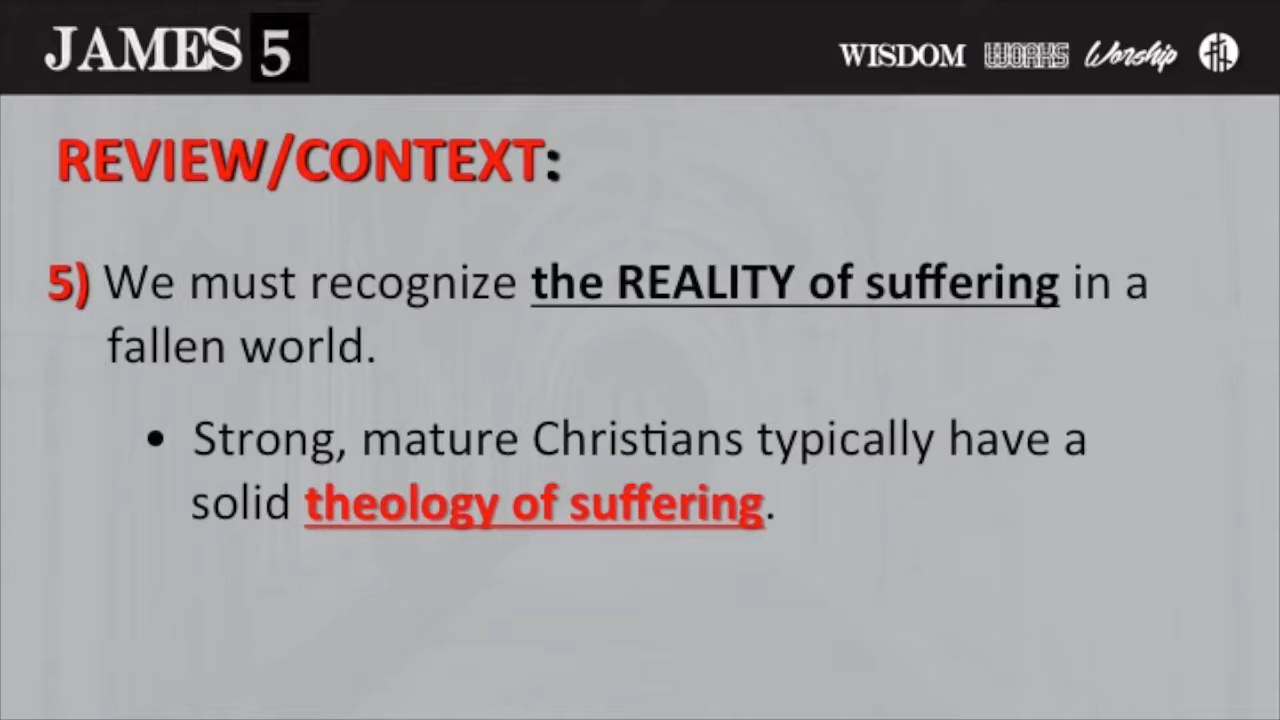 JAMES 5
WISDOM WORKS Worship
REVIEW/CONTEXT:
5) We must recognize the REALITY of suffering in a
fallen world.
• Strong, mature Christians typically have a
solid theology of suffering.